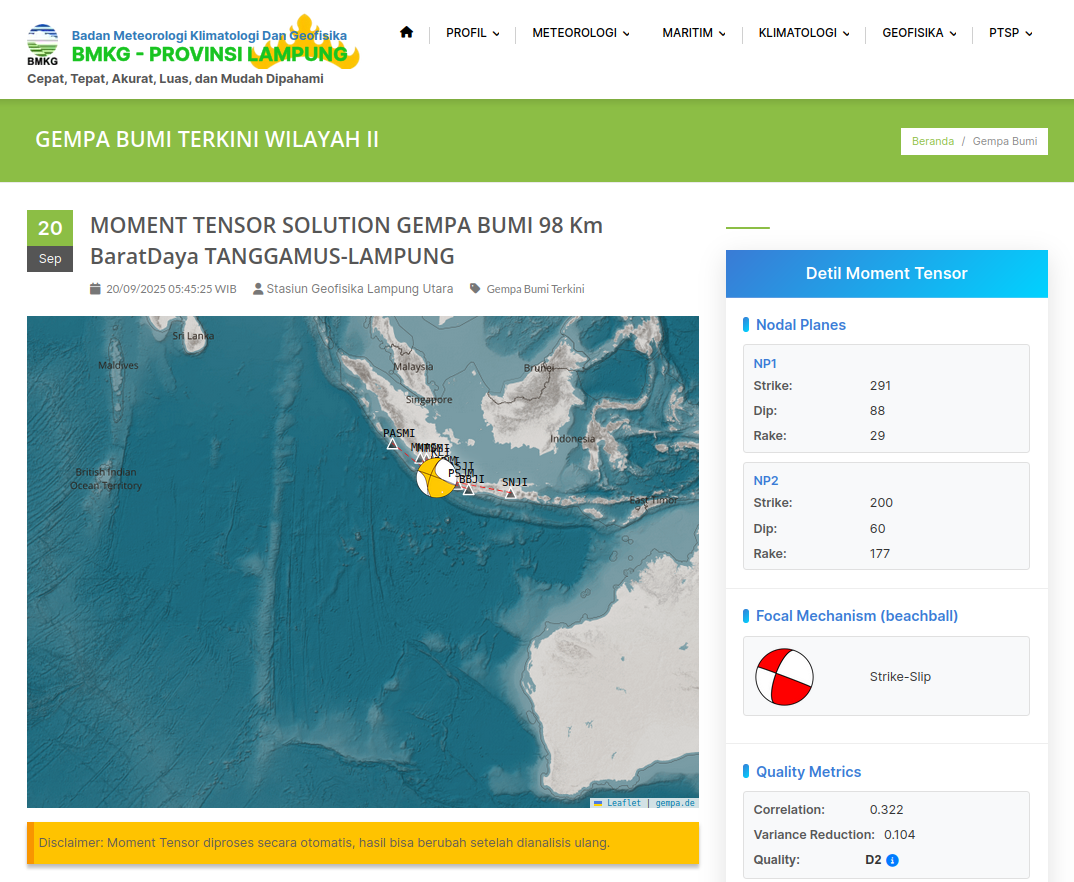 Badan Meteorologi Klimatologi Dan Geofisika
BMKG - PROVINSI LAMPUNG
BMKG
Cepat, Tepat, Akurat, Luas, dan Mudah Dipahami
PROFIL
METEOROLOGI
MARITIM
KLIMATOLOGI
GEOFISIKA
PTSP
GEMPA BUMI TERKINI WILAYAH II
Beranda / Gempa Bumi
20
Sep
MOMENT TENSOR SOLUTION GEMPA BUMI 98 Km
BaratDaya TANGGAMUS-LAMPUNG
20/09/2025 05:45:25 WIB
Stasiun Geofisika Lampung Utara
Gempa Bumi Terkini
Sri Lanka
Maldives
Malaysia
Brunei
Singapore
PASMI
Indonesia
British Indian
Ocean Territory
PSJM
BBJI
SNJI
East Timor
Leaflet | gempa.de
Disclaimer: Moment Tensor diproses secara otomatis, hasil bisa berubah setelah dianalisis ulang.
Detil Moment Tensor
Nodal Planes
NP1
Strike: 291
Dip: 88
Rake: 29
NP2
Strike: 200
Dip: 60
Rake: 177
Focal Mechanism (beachball)
Strike-Slip
Quality Metrics
Correlation: 0.322
Variance Reduction: 0.104
Quality: D2